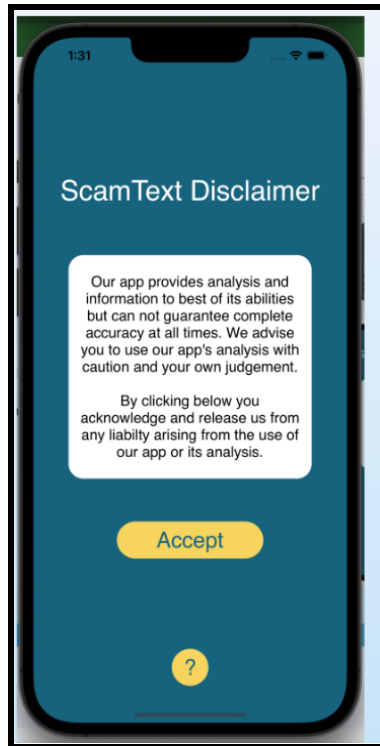 1:31
ScamText Disclaimer
Our app provides analysis and
information to best of its abilities
but can not guarantee complete
accuracy at all times. We advise
you to use our app's analysis with
caution and your own judgement.
By clicking below you
acknowledge and release us from
any liabilty arising from the use of
our app or its analysis.
Accept
?